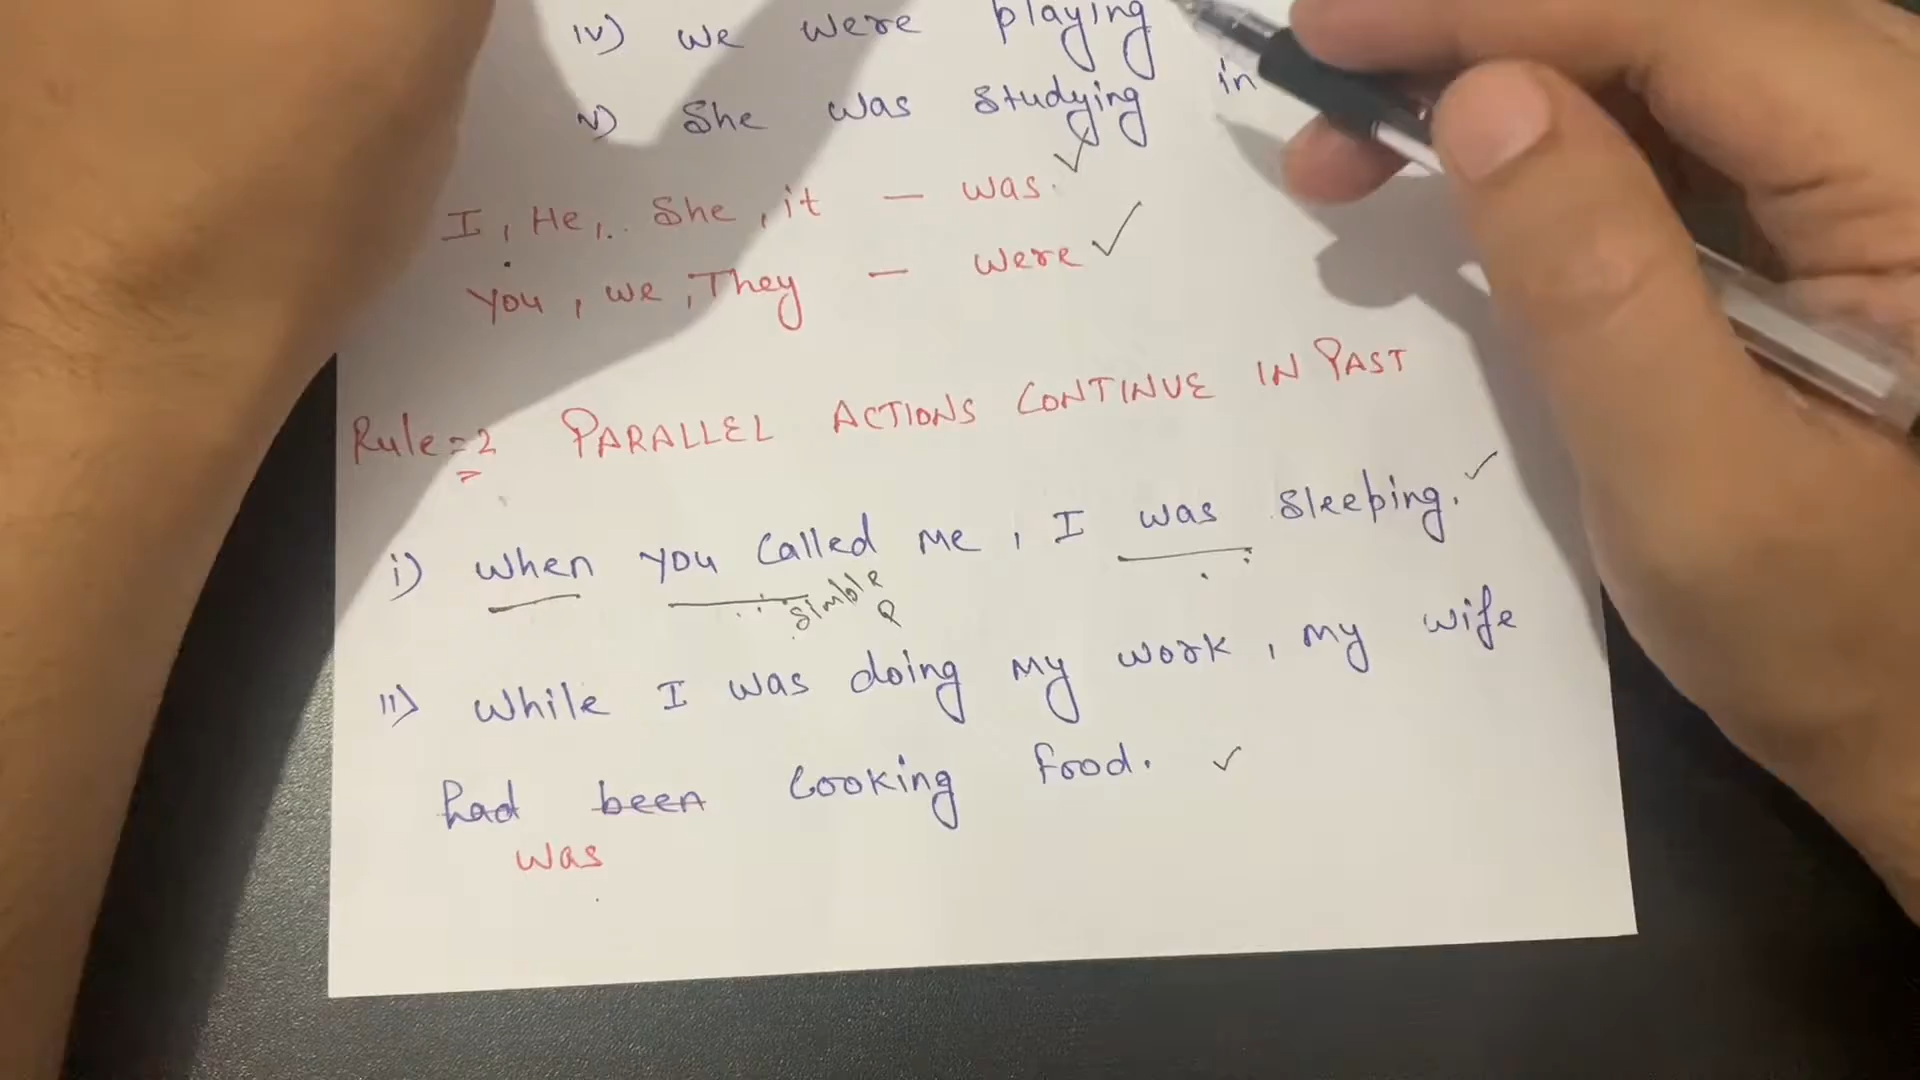 iv) we were playing
v) She was studying in
I, He, She, it — was.
You, we, They — were
Rule=2 PARALLEL ACTIONS CONTINUE IN PAST
i) when you called me, I was sleeping.
simple
P
ii) while I was doing my work, my wife
had been cooking food.
was